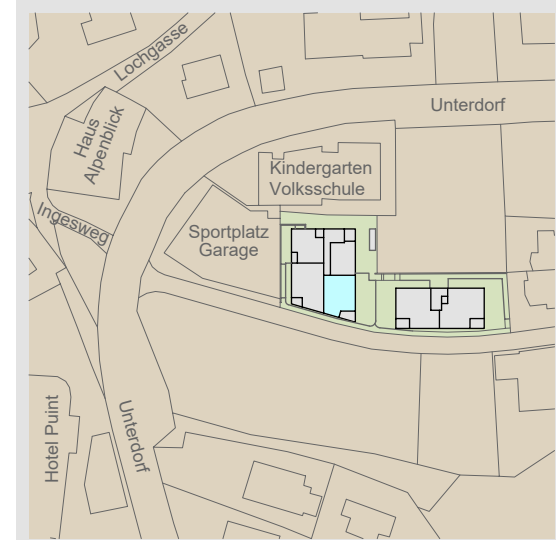 Lochgasse
Unterdorf
Haus
Alpenblick
Kindergarten
Volksschule
Ingesweg
Sportplatz
Garage
Hotel Puint
Unterdorf